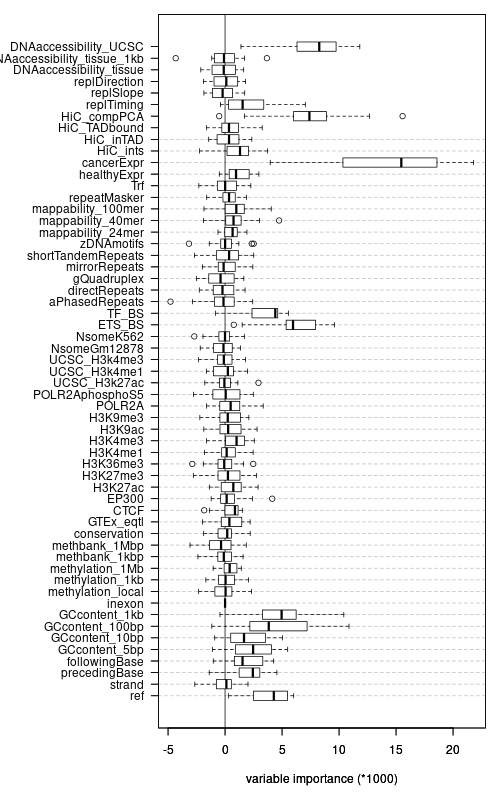 DNAaccessibility_UCSC
NAaccessibility_tissue_1kb
DNAaccessibility_tissue
replDirection
replSlope
replTiming
HiC_compPCA
HiC_TADbound
HiC_inTAD
HiC_ints
cancerExpr
healthyExpr
Trf
repeatMasker
mappability_100mer
mappability_40mer
mappability_24mer
zDNAmotifs
shortTandemRepeats
mirrorRepeats
gQuadruplex
directRepeats
aPhasedRepeats
TF_BS
ETS_BS
NsomeK562
NsomeGm12878
UCSC_H3k4me3
UCSC_H3k4me1
UCSC_H3k27ac
POLR2AphosphoS5
POLR2A
H3K9me3
H3K9ac
H3K4me3
H3K4me1
H3K36me3
H3K27me3
H3K27ac
EP300
CTCF
GTEx_eqtl
conservation
methbank_1Mbp
methbank_1kbp
methylation_1Mb
methylation_1kb
methylation_local
inexon
GCcontent_1kb
GCcontent_100bp
GCcontent_10bp
GCcontent_5bp
followingBase
precedingBase
strand
ref
-5 0 5 10 15 20
variable importance (*1000)